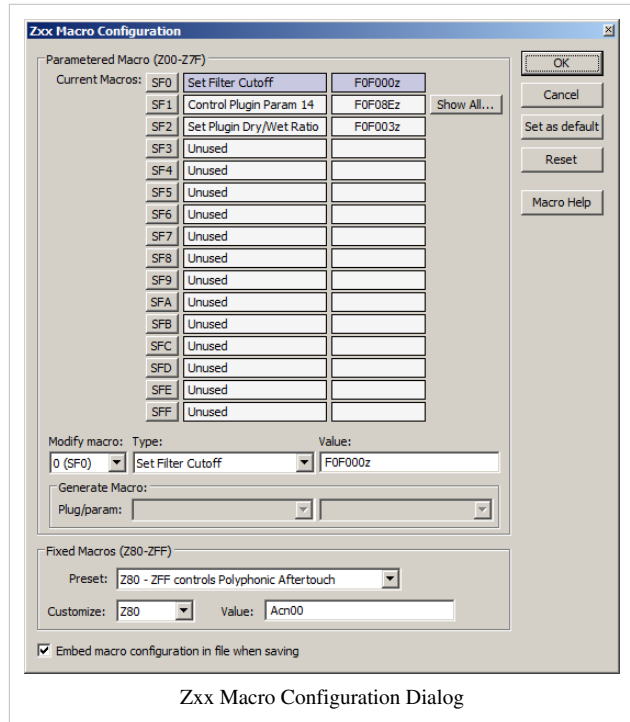 Zxx Macro Configuration
Parametered Macro (Z00-Z7F)
Current Macros: SF0 Set Filter Cutoff F0F000z
SF1 Control Plugin Param 14 F0F08Ez Show All...
SF2 Set Plugin Dry/Wet Ratio F0F003z
SF3 Unused
SF4 Unused
SF5 Unused
SF6 Unused
SF7 Unused
SF8 Unused
SF9 Unused
SFA Unused
SFB Unused
SFC Unused
SFD Unused
SFE Unused
SFF Unused
Modify macro: Type: Value:
0 (SF0) Set Filter Cutoff F0F000z
Generate Macro:
Plug/param:
Fixed Macros (Z80-ZFF)
Preset: Z80 - ZFF controls Polyphonic Aftertouch
Customize: Z80 Value: Acn00
Embed macro configuration in file when saving
OK
Cancel
Set as default
Reset
Macro Help
Zxx Macro Configuration Dialog